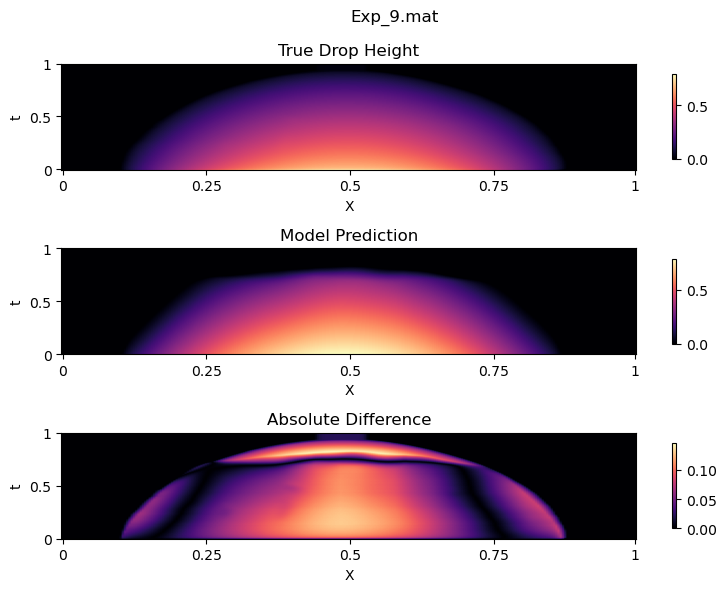 Exp_9.mat
True Drop Height
1
0.5
0
t
0 0.25 0.5 0.75 1
X
0.5
0.0
Model Prediction
1
0.5
0
t
0 0.25 0.5 0.75 1
X
0.5
0.0
Absolute Difference
1
0.5
0
t
0 0.25 0.5 0.75 1
X
0.10
0.05
0.00